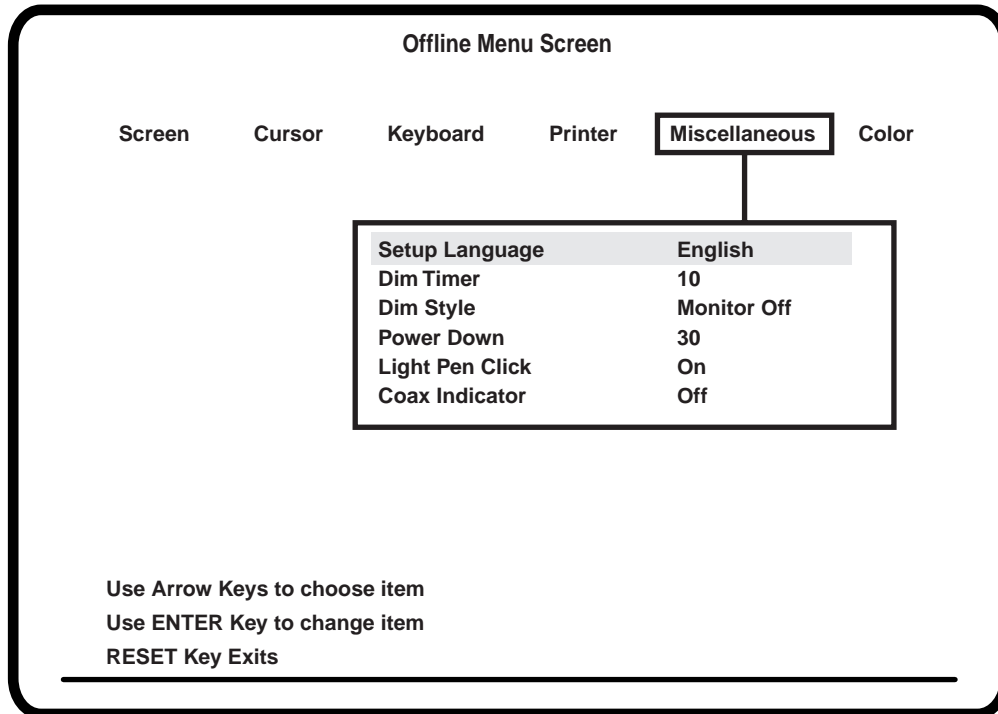 Offline Menu Screen
Screen Cursor Keyboard Printer Miscellaneous Color
Setup Language English
Dim Timer 10
Dim Style Monitor Off
Power Down 30
Light Pen Click On
Coax Indicator Off
Use Arrow Keys to choose item
Use ENTER Key to change item
RESET Key Exits